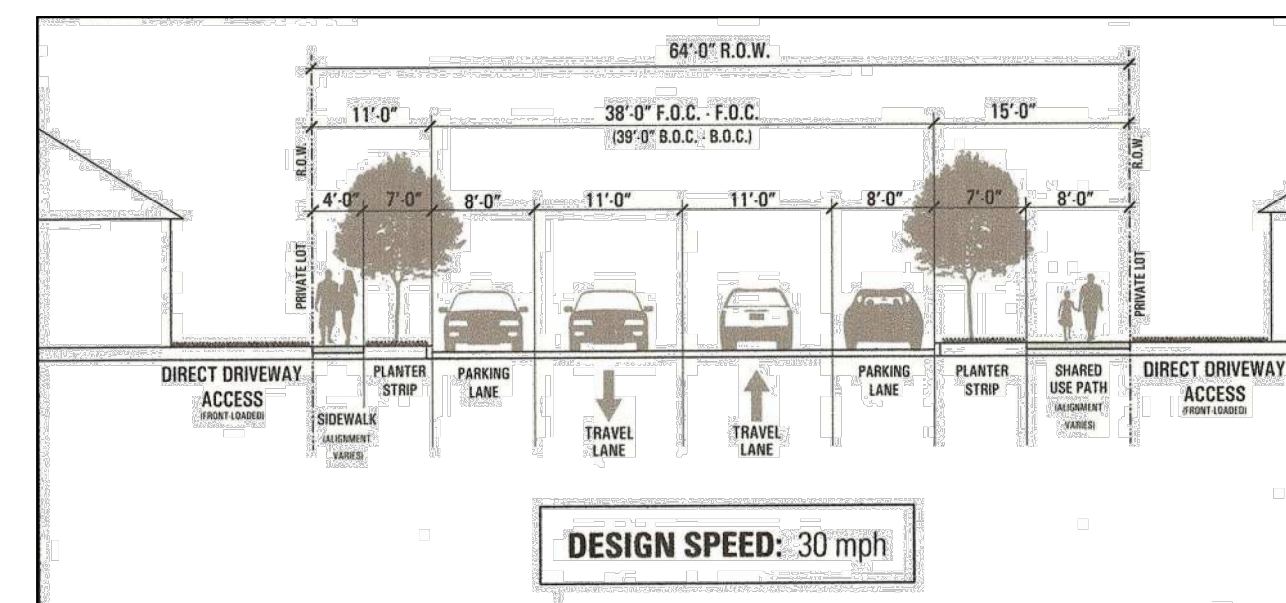 64'-0" R.O.W.
11'-0"
38'-0" F.O.C. - F.O.C.
(39'-0" B.O.C. - B.O.C.)
15'-0"
R.O.W.
R.O.W.
4'-0"
7'-0"
8'-0"
11'-0"
11'-0"
8'-0"
7'-0"
8'-0"
PRIVATE LOT
PRIVATE LOT
DIRECT DRIVEWAY
ACCESS
(FRONT-LOADED)
SIDEWALK
(ALIGNMENT
VARIES)
PLANTER
STRIP
PARKING
LANE
TRAVEL
LANE
TRAVEL
LANE
PARKING
LANE
PLANTER
STRIP
SHARED
USE PATH
(ALIGNMENT
VARIES)
DIRECT DRIVEWAY
ACCESS
(FRONT-LOADED)
DESIGN SPEED: 30 mph